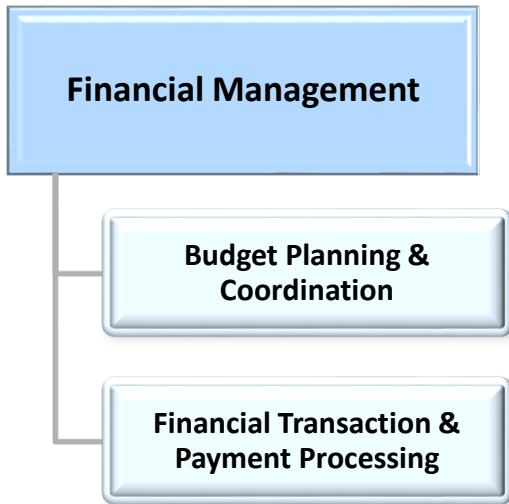 Financial Management
Budget Planning &
Coordination
Financial Transaction &
Payment Processing